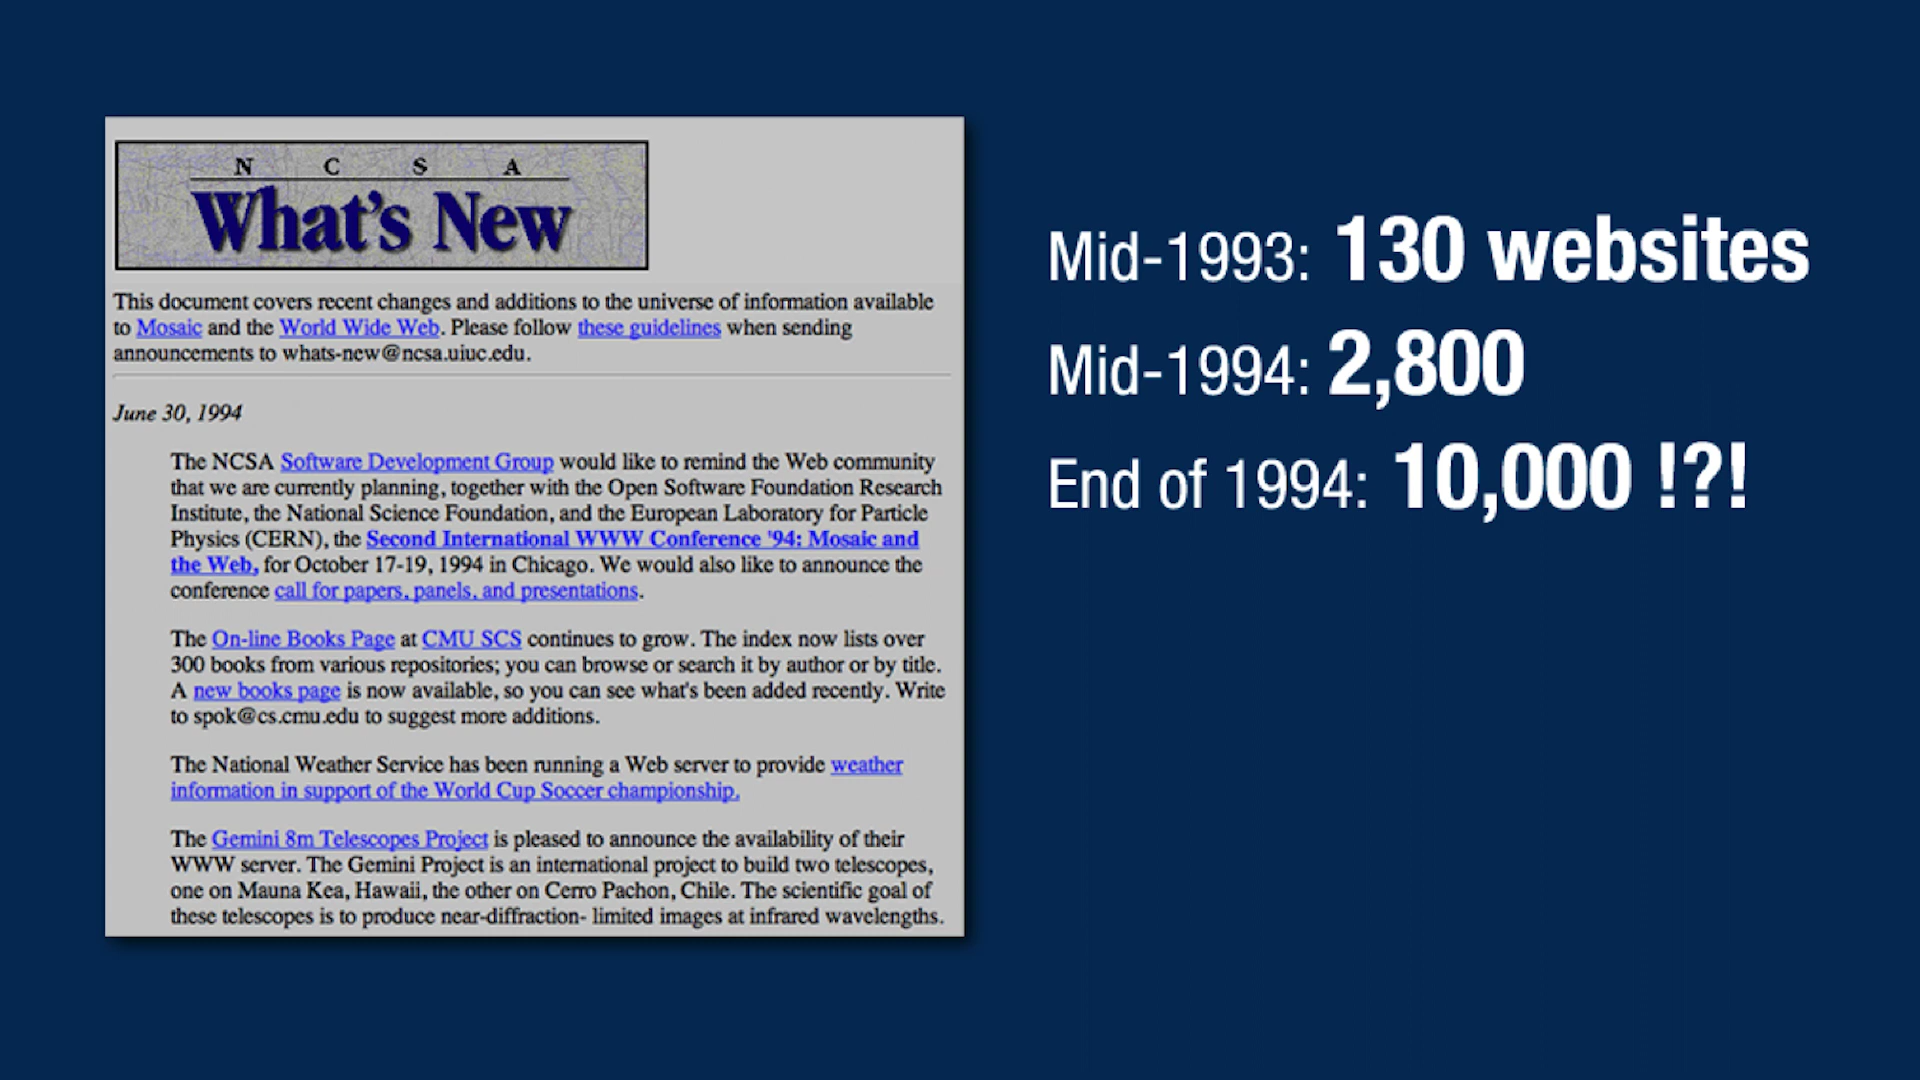 N C S A
What's New
This document covers recent changes and additions to the universe of information available
to Mosaic and the World Wide Web. Please follow these guidelines when sending
announcements to whats-new@ncsa.uiuc.edu.
June 30, 1994
The NCSA Software Development Group would like to remind the Web community
that we are currently planning, together with the Open Software Foundation Research
Institute, the National Science Foundation, and the European Laboratory for Particle
Physics (CERN), the Second International WWW Conference '94: Mosaic and
the Web, for October 17-19, 1994 in Chicago. We would also like to announce the
conference call for papers, panels, and presentations.
The On-line Books Page at CMU SCS continues to grow. The index now lists over
300 books from various repositories; you can browse or search it by author or by title.
A new books page is now available, so you can see what's been added recently. Write
to spok@cs.cmu.edu to suggest more additions.
The National Weather Service has been running a Web server to provide weather
information in support of the World Cup Soccer championship.
The Gemini 8m Telescopes Project is pleased to announce the availability of their
WWW server. The Gemini Project is an international project to build two telescopes,
one on Mauna Kea, Hawaii, the other on Cerro Pachon, Chile. The scientific goal of
these telescopes is to produce near-diffraction- limited images at infrared wavelengths.
Mid-1993: 130 websites
Mid-1994: 2,800
End of 1994: 10,000 !?!